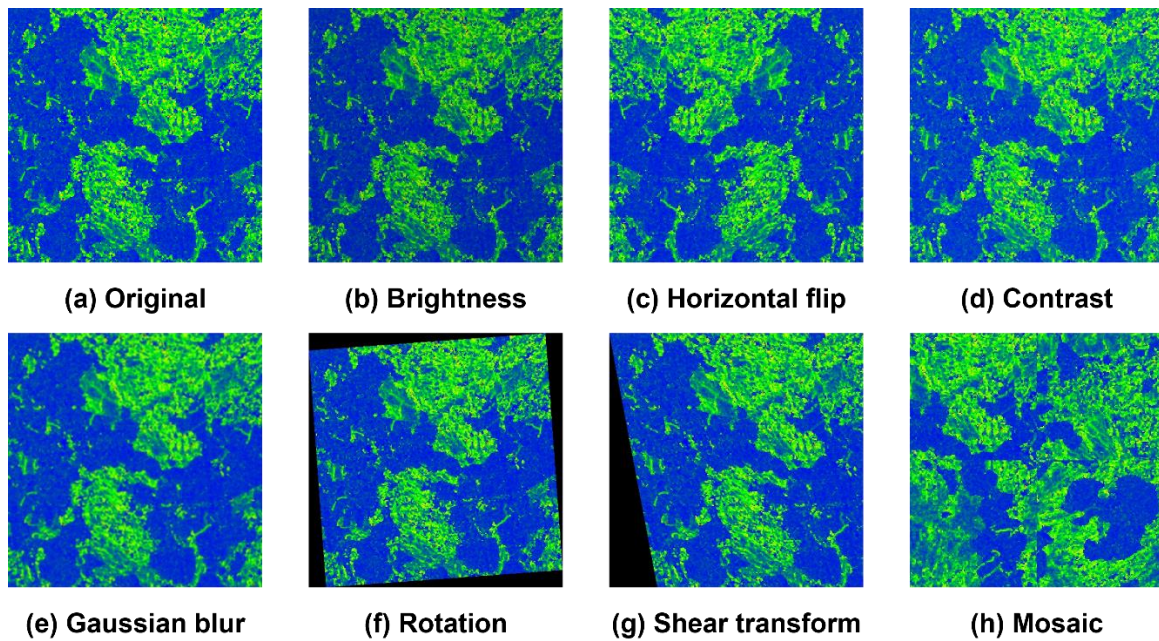 (a) Original
(b) Brightness
(c) Horizontal flip
(d) Contrast
(e) Gaussian blur
(f) Rotation
(g) Shear transform
(h) Mosaic